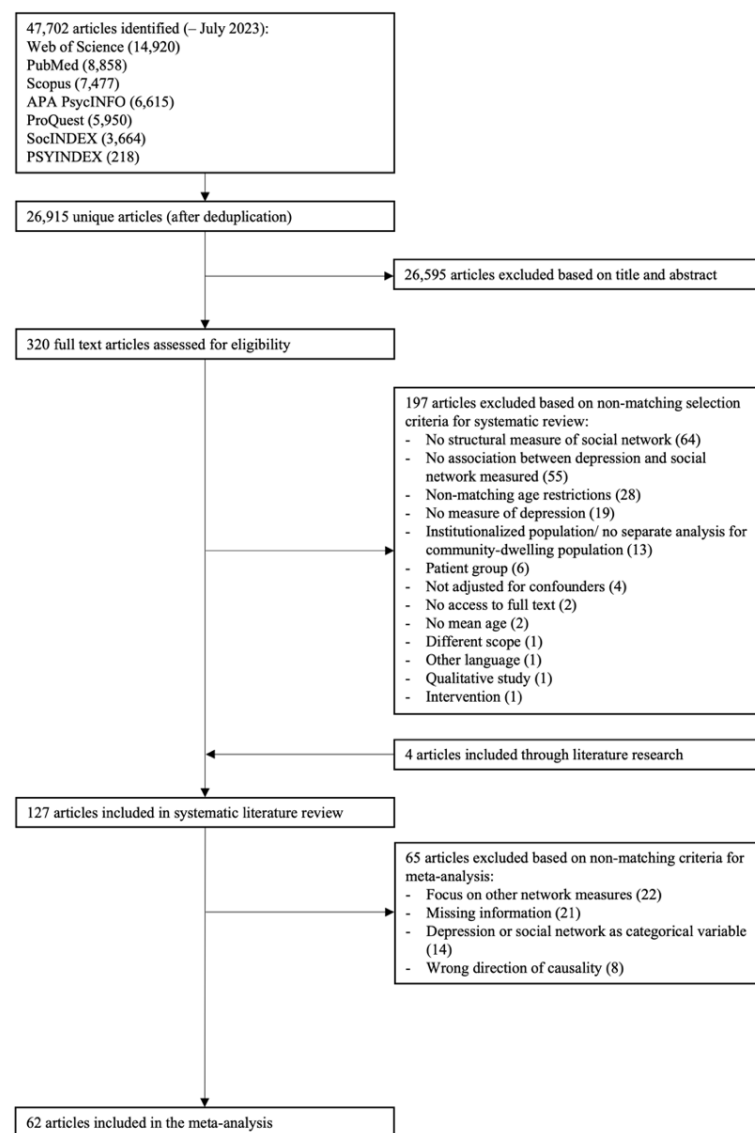 47,702 articles identified (– July 2023):
Web of Science (14,920)
PubMed (8,858)
Scopus (7,477)
APA PsycINFO (6,615)
ProQuest (5,950)
SocINDEX (3,664)
PSYINDEX (218)
26,915 unique articles (after deduplication)
26,595 articles excluded based on title and abstract
320 full text articles assessed for eligibility
197 articles excluded based on non-matching selection
criteria for systematic review:
- No structural measure of social network (64)
- No association between depression and social
network measured (55)
- Non-matching age restrictions (28)
- No measure of depression (19)
- Institutionalized population/ no separate analysis for
community-dwelling population (13)
- Patient group (6)
- Not adjusted for confounders (4)
- No access to full text (2)
- No mean age (2)
- Different scope (1)
- Other language (1)
- Qualitative study (1)
- Intervention (1)
4 articles included through literature research
127 articles included in systematic literature review
65 articles excluded based on non-matching criteria for
meta-analysis:
- Focus on other network measures (22)
- Missing information (21)
- Depression or social network as categorical variable
(14)
- Wrong direction of causality (8)
62 articles included in the meta-analysis